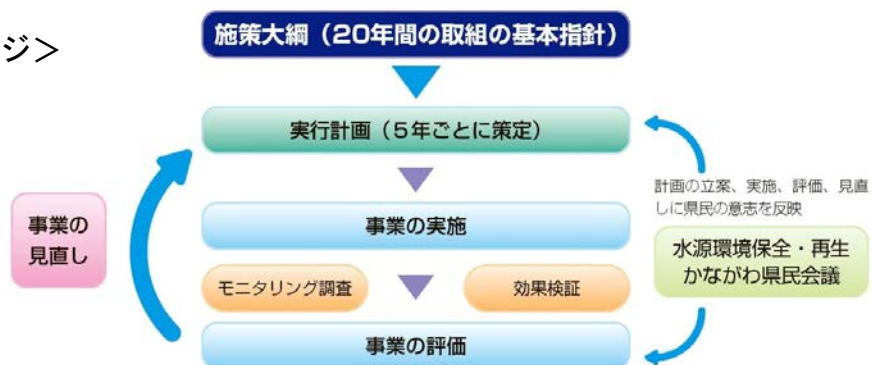 ジ＞
施策大綱（20年間の取組の基本指針）
実行計画（５年ごとに策定）
計画の立案、実施、評価、見直
しに県民の意志を反映
事業の
見直し
事業の実施
水源環境保全・再生
かながわ県民会議
モニタリング調査
効果検証
事業の評価